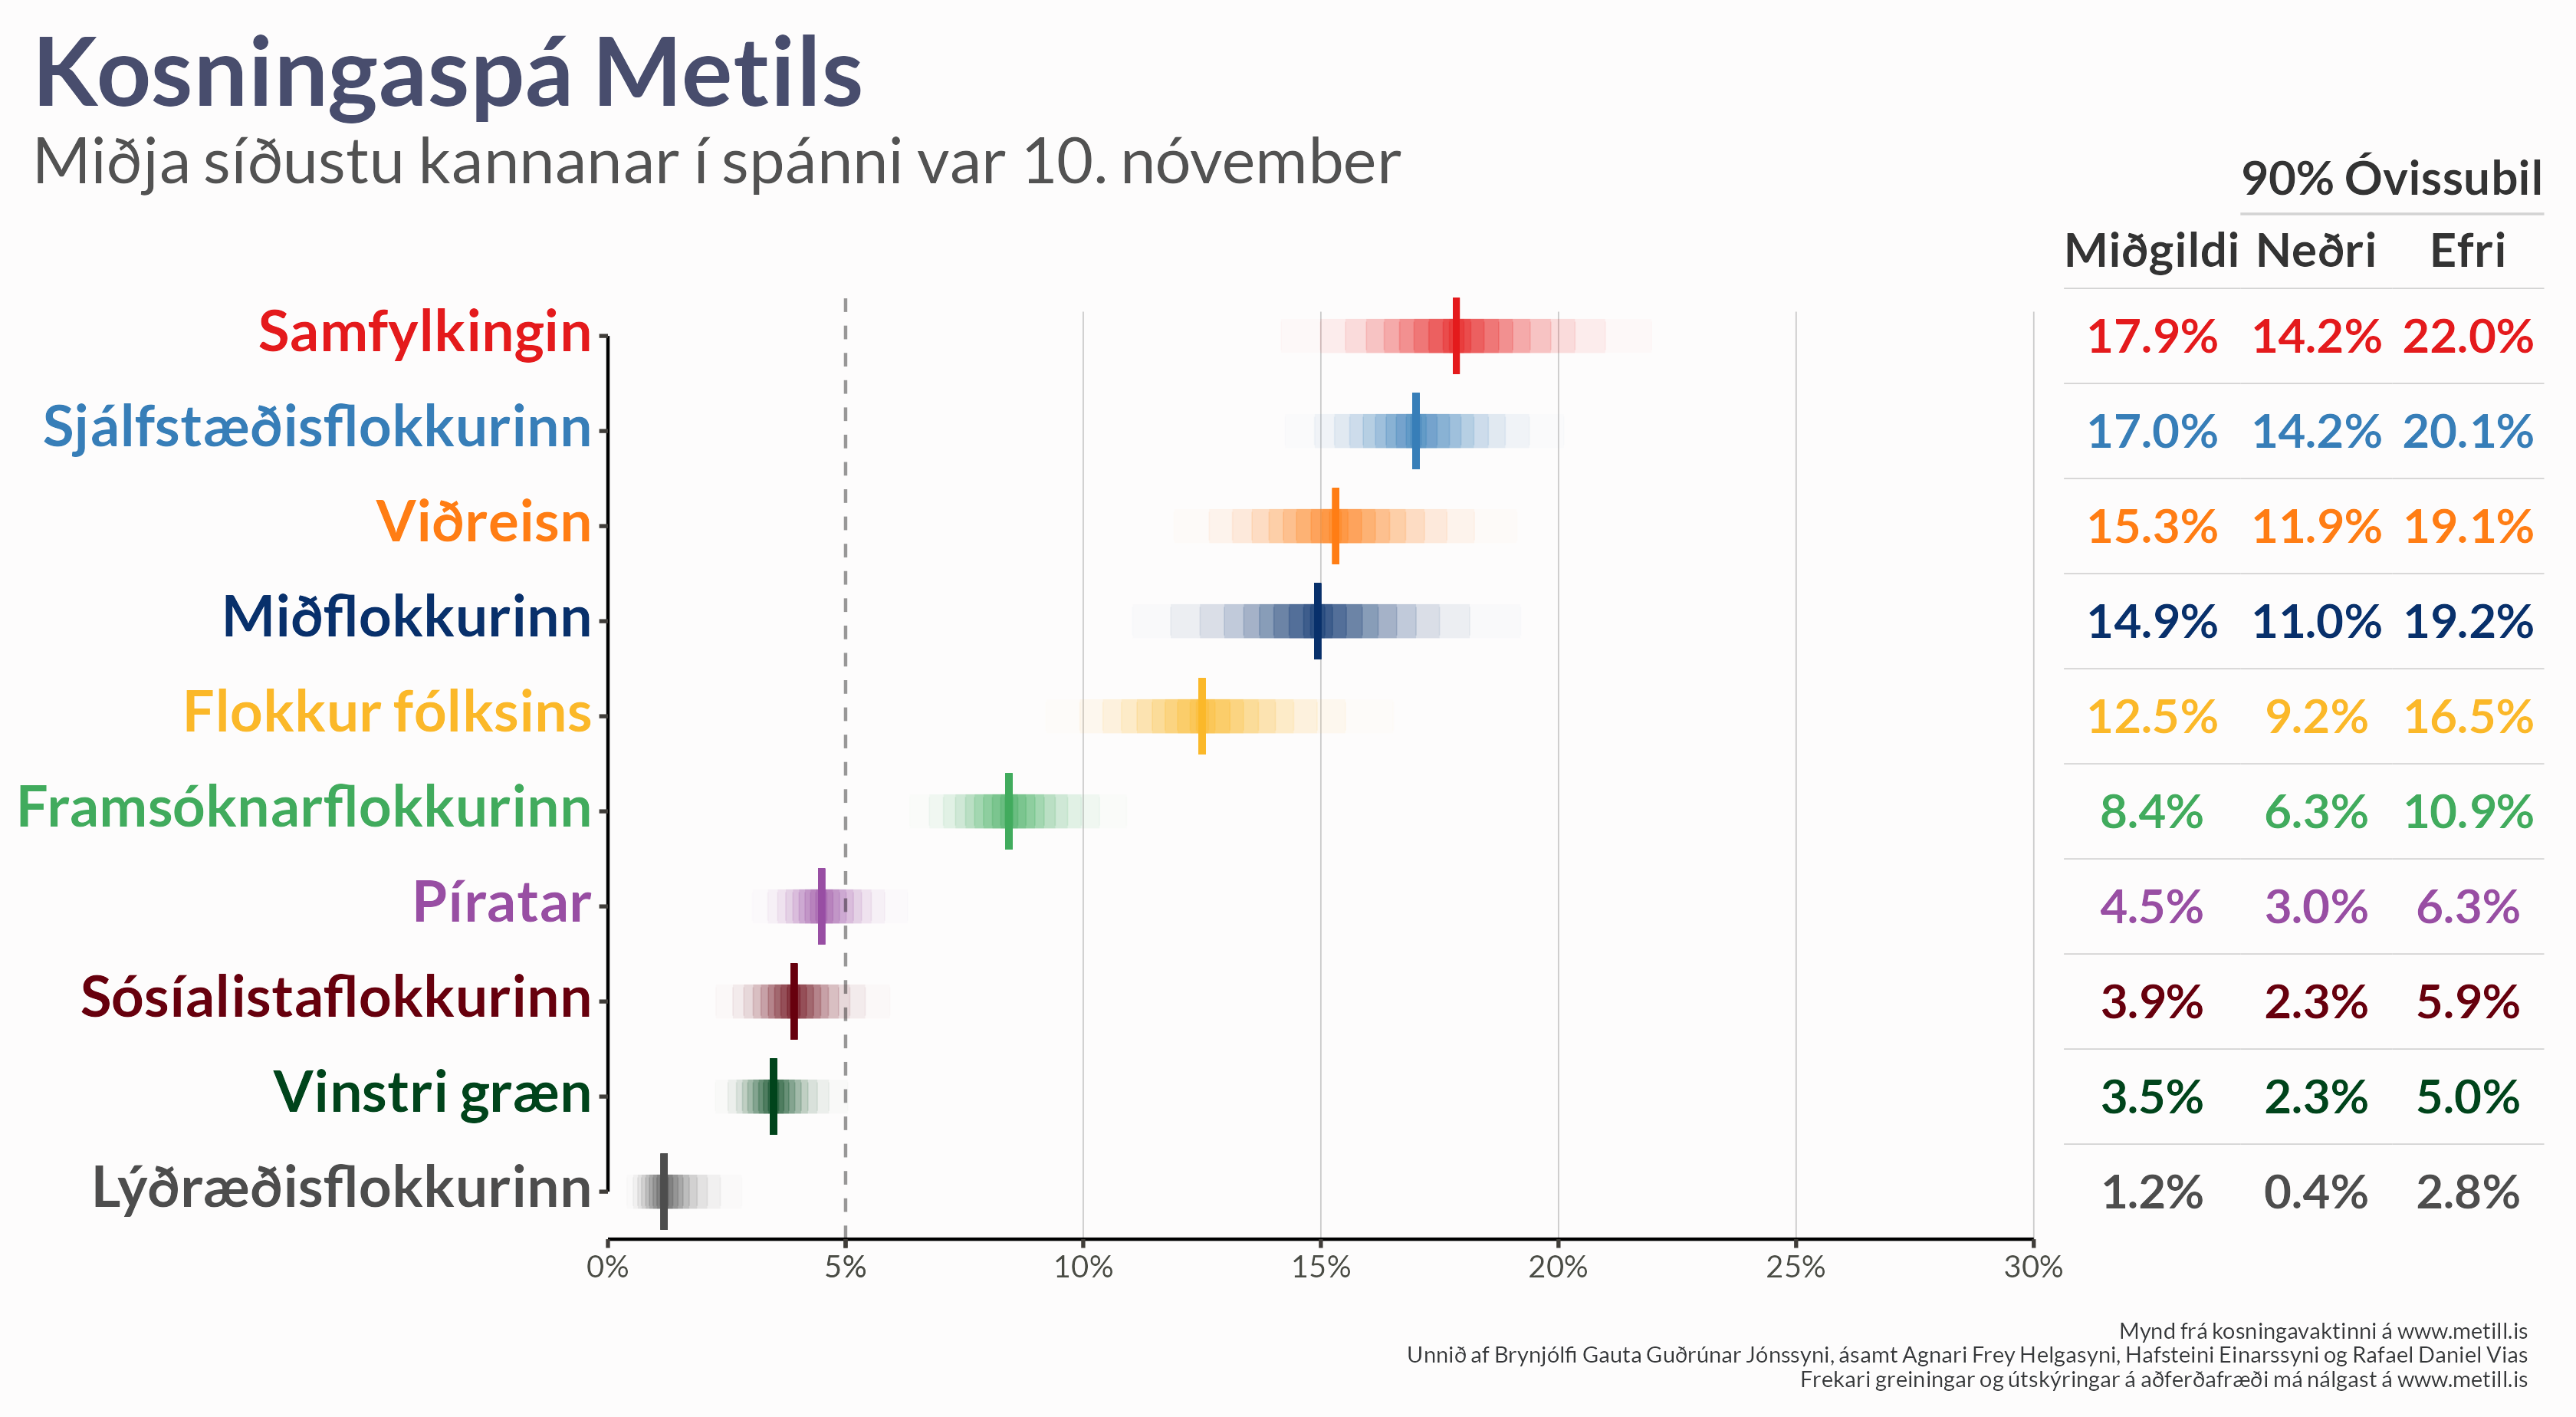 Kosningaspá Metils
Miðja síðustu kannanar í spánni var 10. nóvember
90% Óvissubil
Miðgildi Neðri Efri
Samfylkingin 17.9% 14.2% 22.0%
Sjálfstæðisflokkurinn 17.0% 14.2% 20.1%
Viðreisn 15.3% 11.9% 19.1%
Miðflokkurinn 14.9% 11.0% 19.2%
Flokkur fólksins 12.5% 9.2% 16.5%
Framsóknarflokkurinn 8.4% 6.3% 10.9%
Píratar 4.5% 3.0% 6.3%
Sósíalistaflokkurinn 3.9% 2.3% 5.9%
Vinstri græn 3.5% 2.3% 5.0%
Lýðræðisflokkurinn 1.2% 0.4% 2.8%
0% 5% 10% 15% 20% 25% 30%
Mynd frá kosningavaktinni á www.metill.is
Unnið af Brynjólfi Gauta Guðrúnar Jónssyni, ásamt Agnari Frey Helgasyni, Hafsteini Einarssyni og Rafael Daniel Vias
Frekari greiningar og útskýringar á aðferðafræði má nálgast á www.metill.is